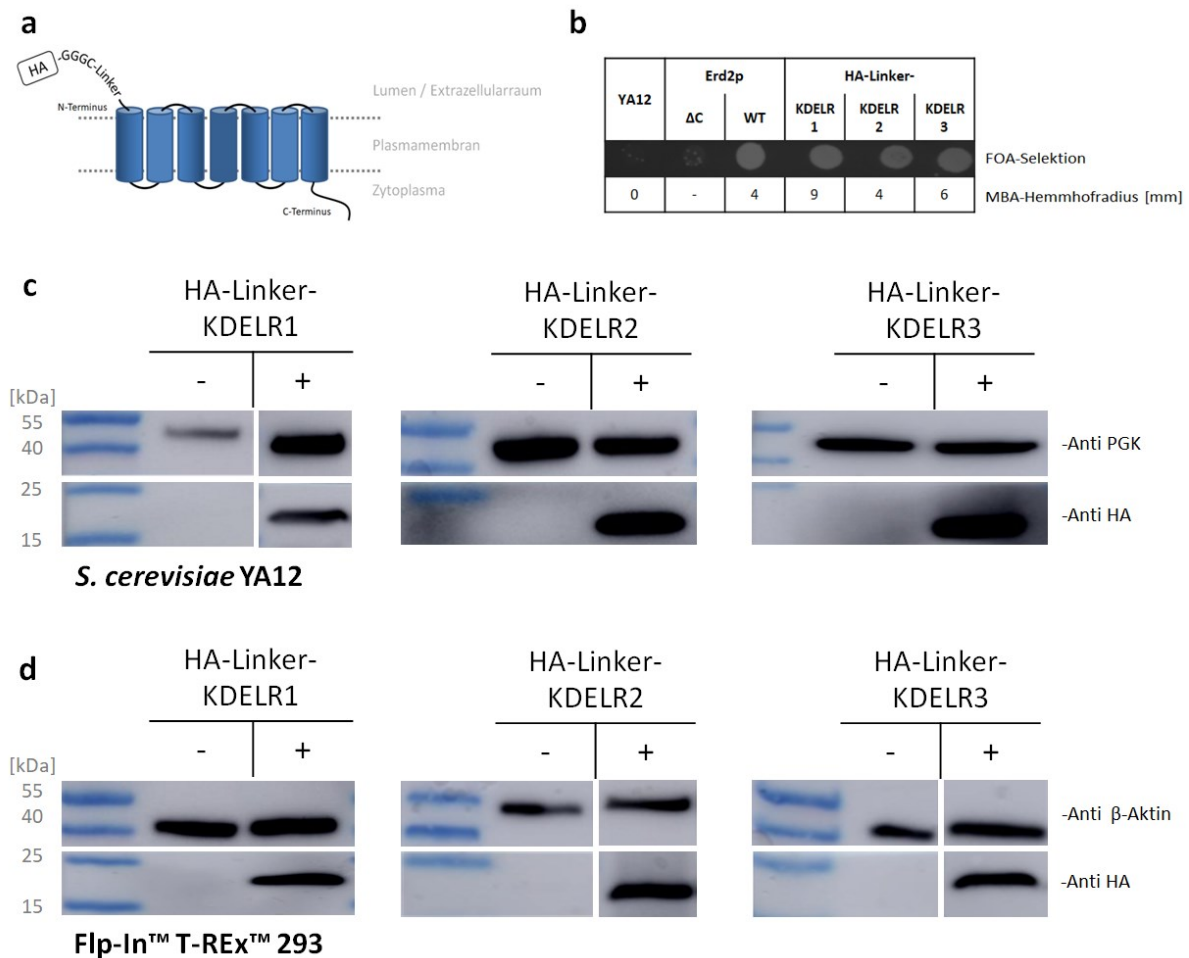 a
HA
-GGGC-Linker
N-Terminus
Lumen / Extrazellularraum
Plasmamembran
Zytoplasma
C-Terminus
b
YA12
Erd2p
HA-Linker-
ΔC
WT
KDELR 1
KDELR 2
KDELR 3
FOA-Selektion
0
-
4
9
4
6
MBA-Hemmhofradius [mm]
c
HA-Linker-
KDELR1
HA-Linker-
KDELR2
HA-Linker-
KDELR3
- +
- +
- +
[kDa]
55
40
-Anti PGK
25
15
-Anti HA
S. cerevisiae YA12
d
HA-Linker-
KDELR1
HA-Linker-
KDELR2
HA-Linker-
KDELR3
- +
- +
- +
[kDa]
55
40
-Anti β-Aktin
25
15
-Anti HA
Flp-In™ T-REx™ 293